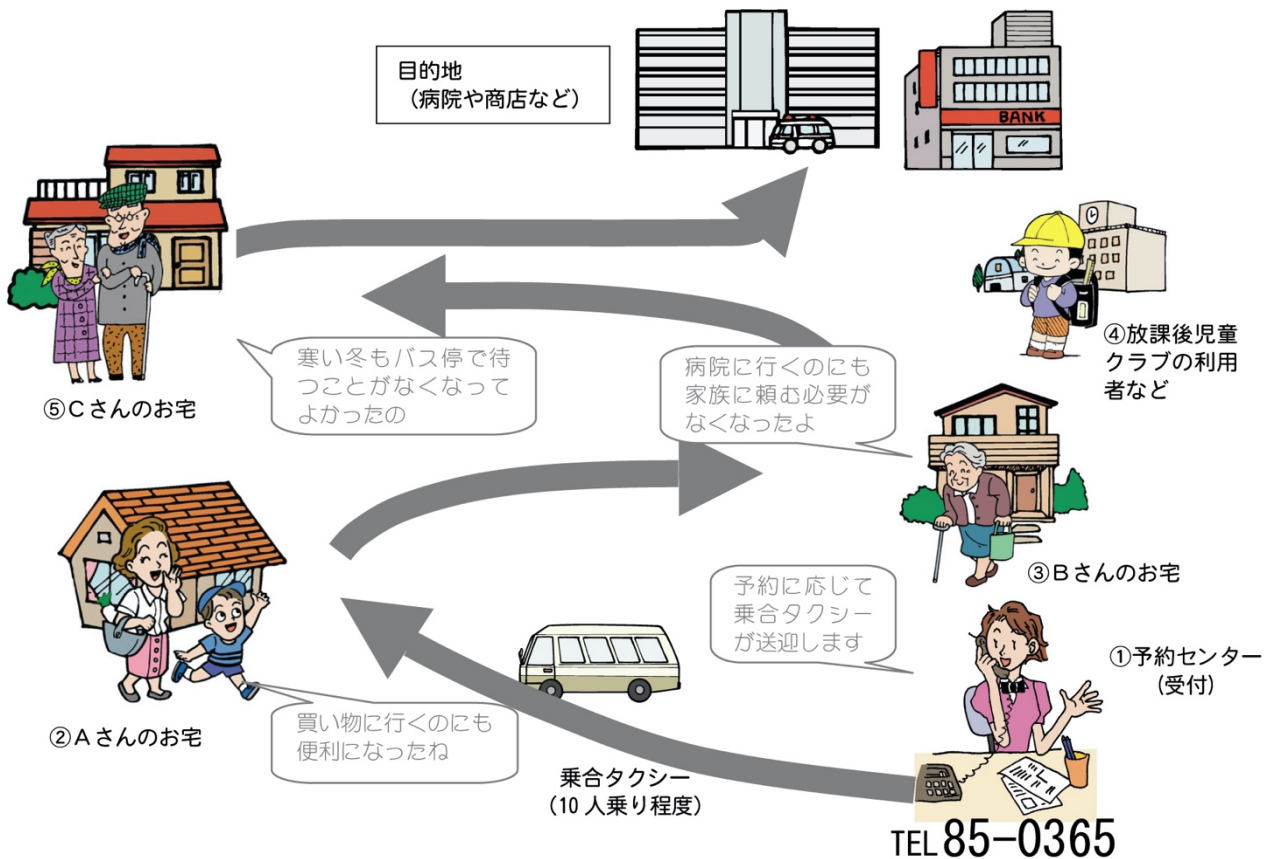 目的地
（病院や商店など）
BANK
④放課後児童
クラブの利用
者など
寒い冬もバス停で待
つことがなくなって
よかったの
⑤Cさんのお宅
病院に行くのにも
家族に頼む必要が
なくなったよ
③Bさんのお宅
予約に応じて
乗合タクシー
が送迎します
①予約センター
（受付）
②Aさんのお宅
買い物に行くのにも
便利になったね
乗合タクシー
（10人乗り程度）
TEL 85-0365